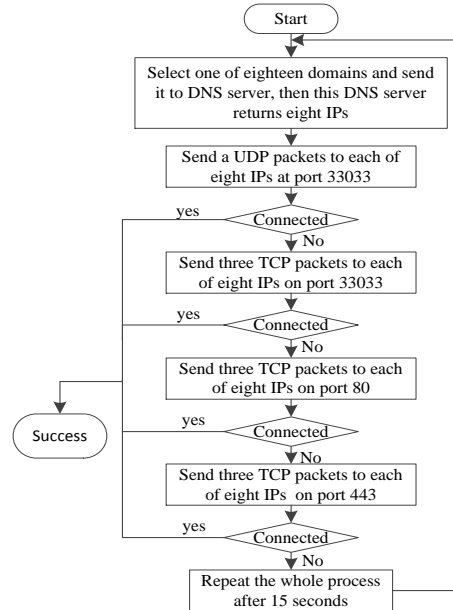 Start
Select one of eighteen domains and send
it to DNS server, then this DNS server
returns eight IPs
Send a UDP packets to each of
eight IPs at port 33033
yes
Connected
No
Send three TCP packets to each
of eight IPs on port 33033
yes
Connected
No
Send three TCP packets to each
of eight IPs on port 80
Success
yes
Connected
No
Send three TCP packets to each
of eight IPs on port 443
yes
Connected
No
Repeat the whole process
after 15 seconds